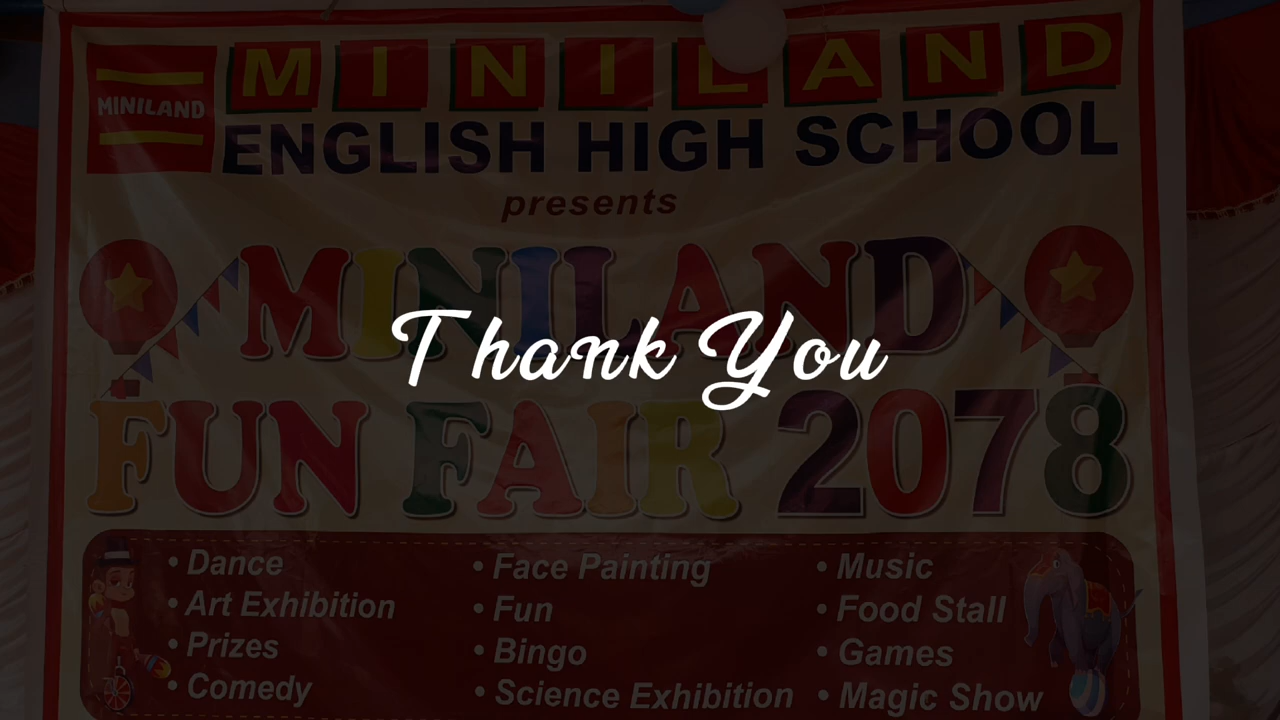 MINILAND
MINILAND
ENGLISH HIGH SCHOOL
presents
MINILAND
Thank You
FUN FAIR 2078
• Dance
• Art Exhibition
• Prizes
• Comedy
• Face Painting
• Fun
• Bingo
• Science Exhibition
• Music
• Food Stall
• Games
• Magic Show